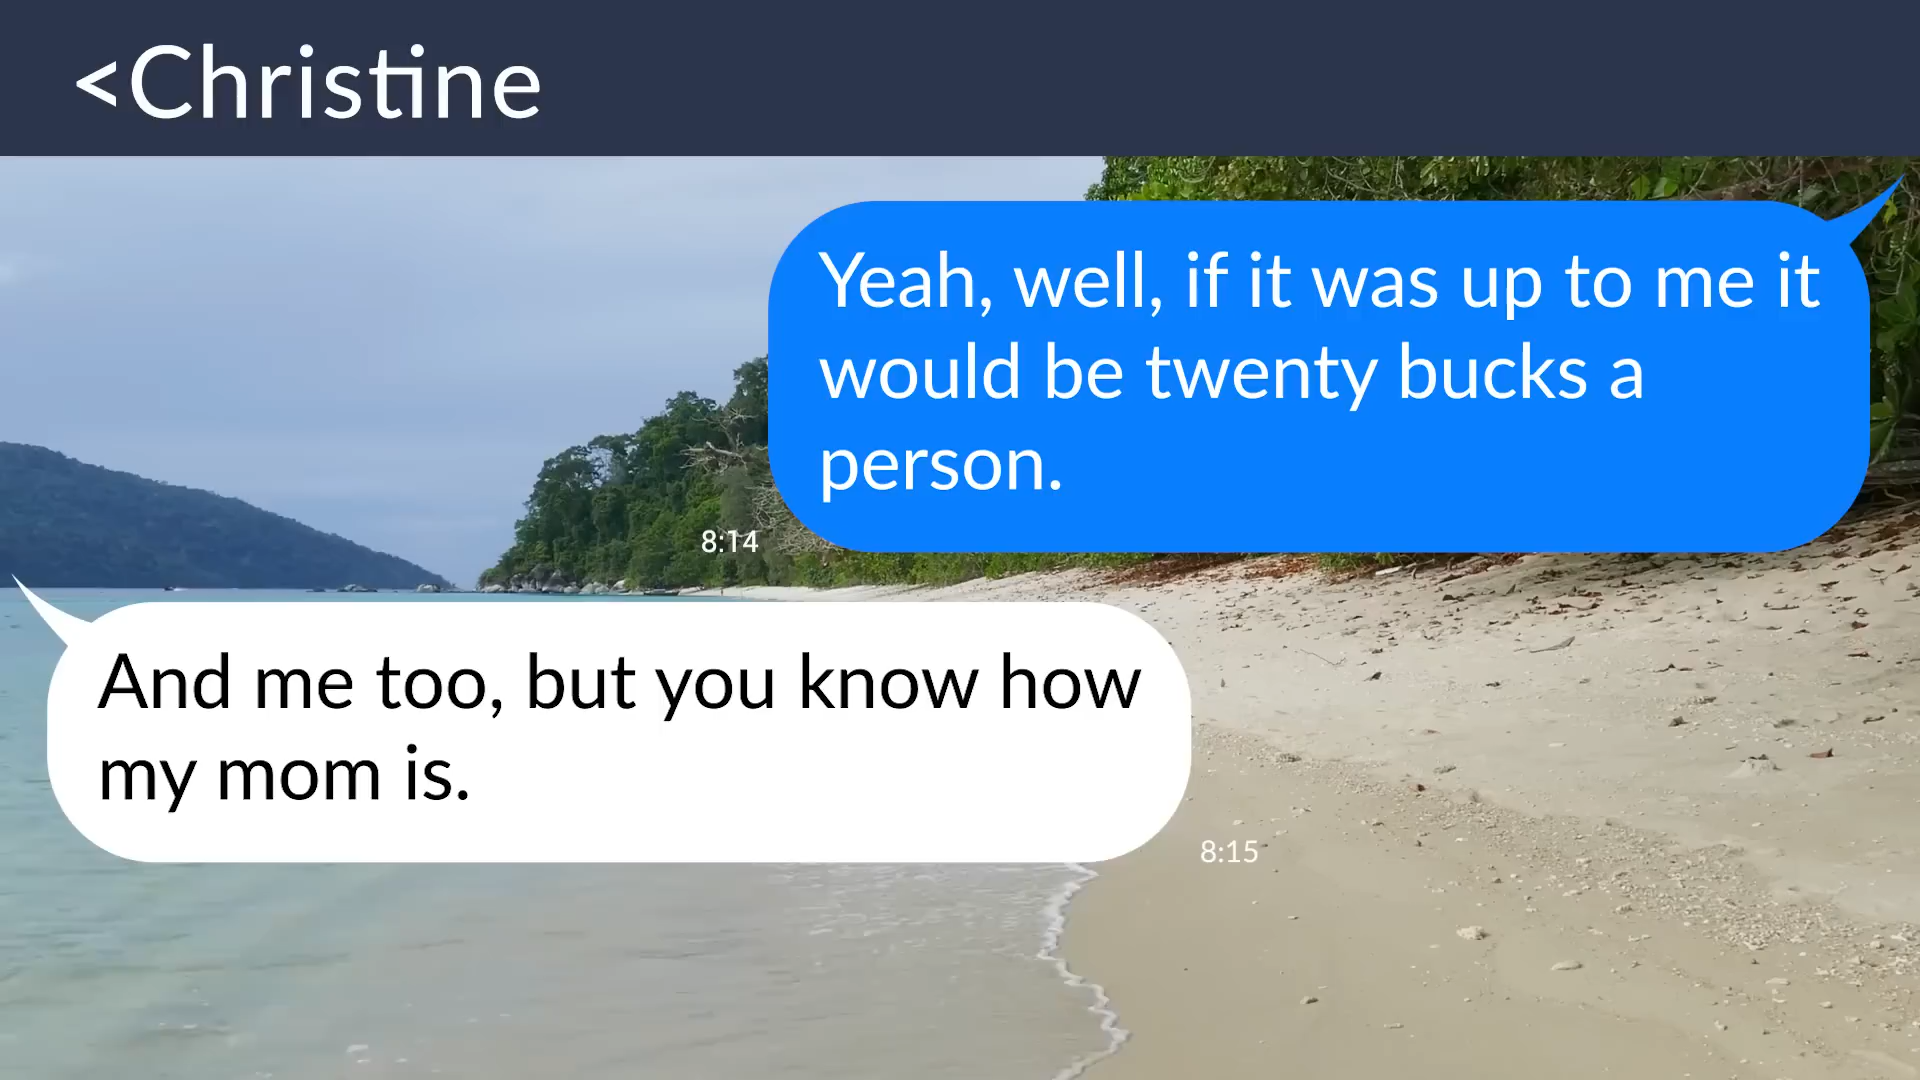 <Christine
Yeah, well, if it was up to me it
would be twenty bucks a
person.
8:14
And me too, but you know how
my mom is.
8:15